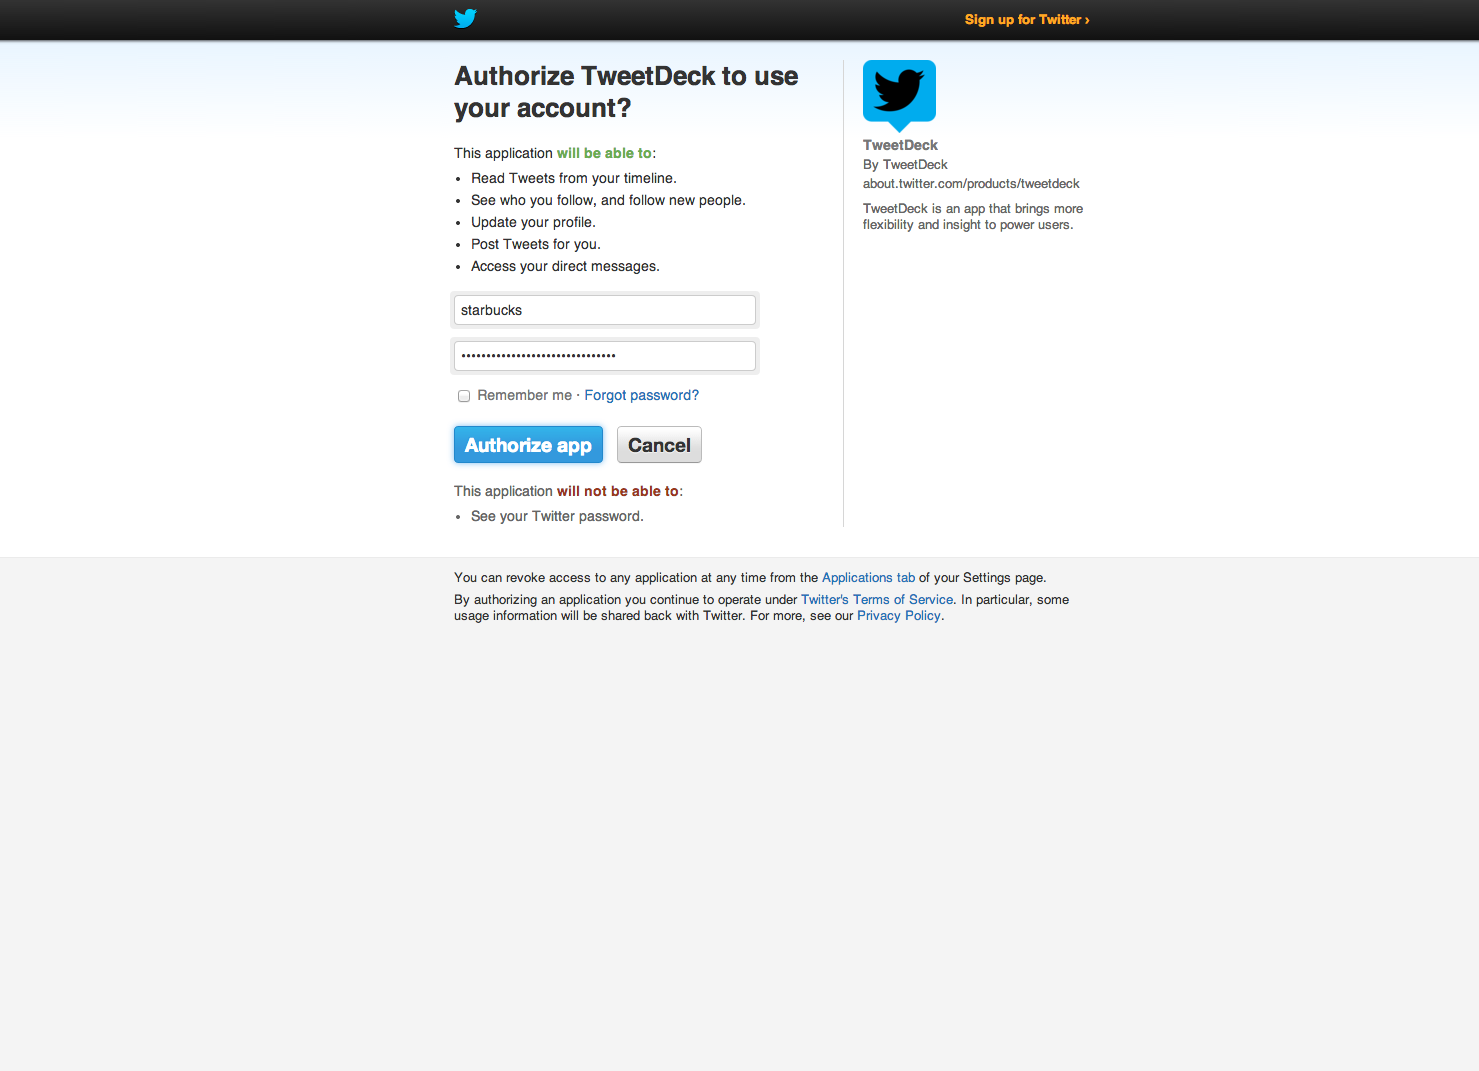 Sign up for Twitter ›
Authorize TweetDeck to use
your account?
This application will be able to:
• Read Tweets from your timeline.
• See who you follow, and follow new people.
• Update your profile.
• Post Tweets for you.
• Access your direct messages.
starbucks
•••••••••••••••••••••••••••••••
Remember me · Forgot password?
Authorize app
Cancel
This application will not be able to:
• See your Twitter password.
TweetDeck
By TweetDeck
about.twitter.com/products/tweetdeck
TweetDeck is an app that brings more
flexibility and insight to power users.
You can revoke access to any application at any time from the Applications tab of your Settings page.
By authorizing an application you continue to operate under Twitter's Terms of Service. In particular, some
usage information will be shared back with Twitter. For more, see our Privacy Policy.